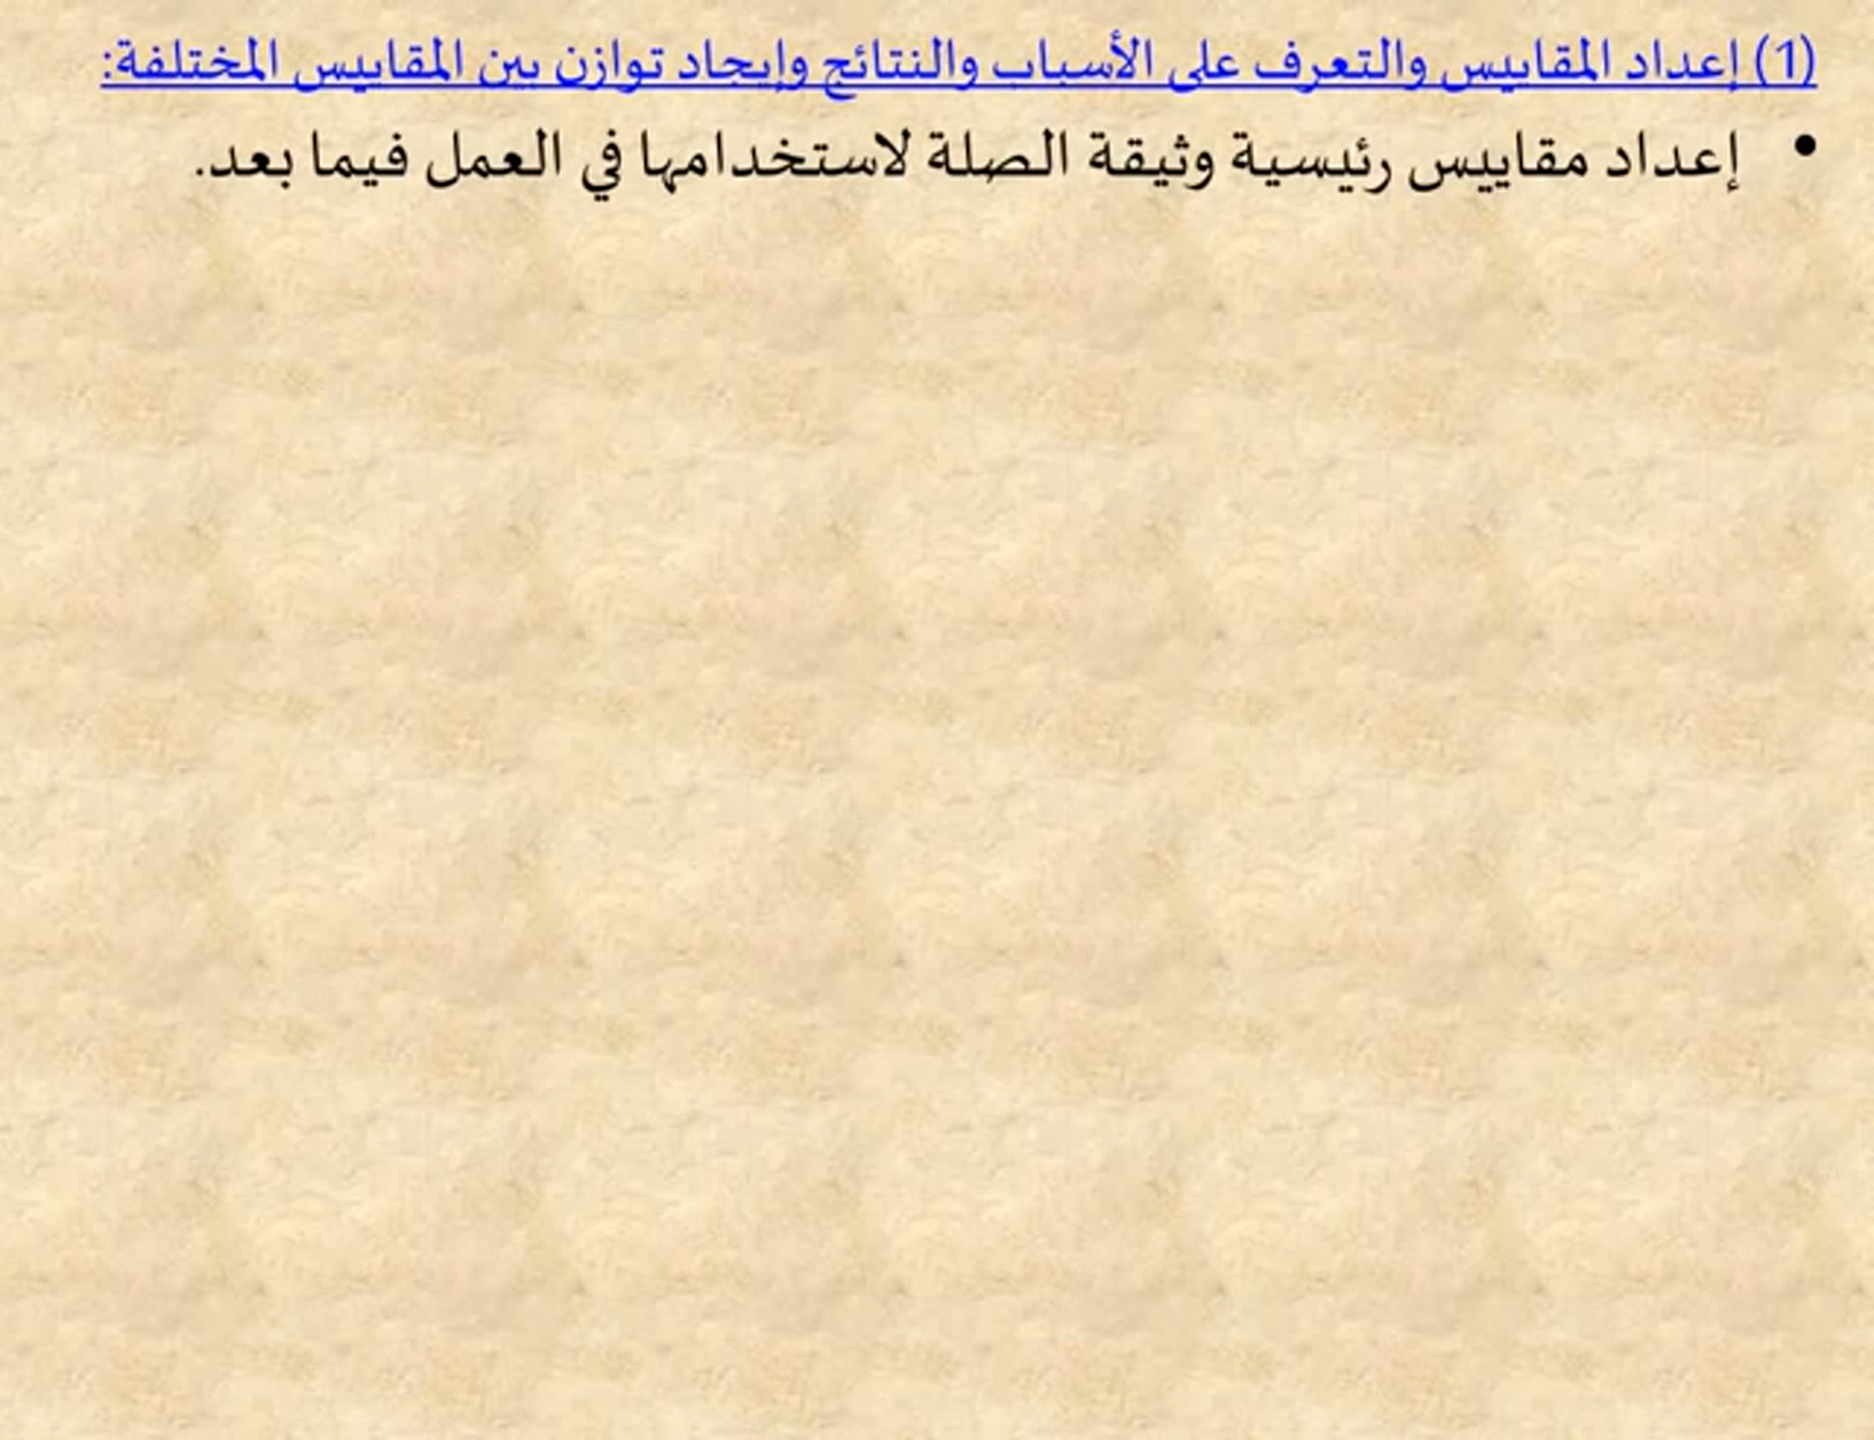 (1) إعداد المقاييس والتعرف على الأسباب والنتائج وإيجاد توازن بين المقاييس المختلفة:
• إعداد مقاييس رئيسية وثيقة الصلة لاستخدامها في العمل فيما بعد.